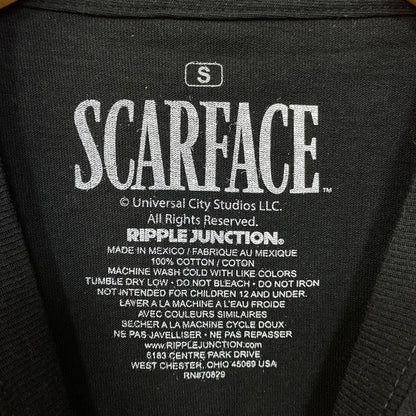 S
SCARFACE™
© Universal City Studios LLC.
All Rights Reserved.
RIPPLE JUNCTION®
MADE IN MEXICO / FABRIQUE AU MEXIQUE
100% COTTON / COTON
MACHINE WASH COLD WITH LIKE COLORS
TUMBLE DRY LOW • DO NOT BLEACH • DO NOT IRON
NOT INTENDED FOR CHILDREN 12 AND UNDER.
LAVER A LA MACHINE A L'EAU FROIDE
AVEC COULEURS SIMILAIRES
SECHER A LA MACHINE CYCLE DOUX
NE PAS JAVELLISER • NE PAS REPASSER
www.RIPPLEJUNCTION.com
6183 CENTRE PARK DRIVE
WEST CHESTER, OHIO 45069 USA
RN#70829